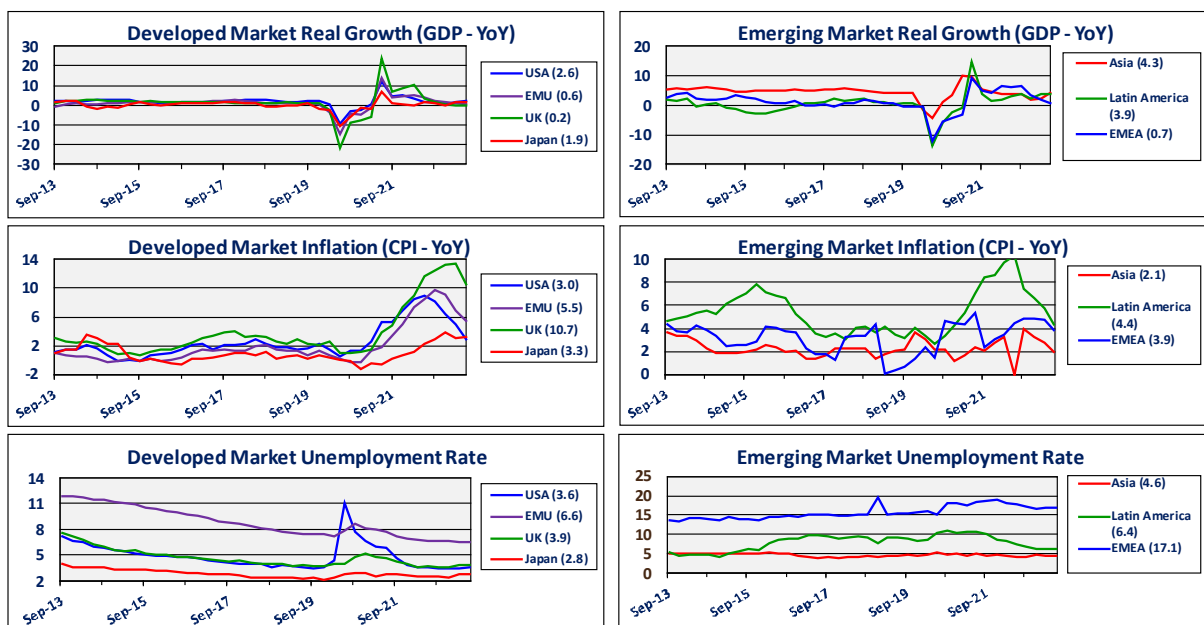 Developed Market Real Growth (GDP - YoY)
30
20
10
0
-10
-20
-30
Sep-13
Sep-15
Sep-17
Sep-19
Sep-21
USA (2.6)
EMU (0.6)
UK (0.2)
Japan (1.9)
Emerging Market Real Growth (GDP - YoY)
20
10
0
-10
-20
Sep-13
Sep-15
Sep-17
Sep-19
Sep-21
Asia (4.3)
Latin America
(3.9)
EMEA (0.7)
Developed Market Inflation (CPI - YoY)
14
10
6
2
-2
Sep-13
Sep-15
Sep-17
Sep-19
Sep-21
USA (3.0)
EMU (5.5)
UK (10.7)
Japan (3.3)
Emerging Market Inflation (CPI - YoY)
10
8
6
4
2
0
Sep-13
Sep-15
Sep-17
Sep-19
Sep-21
Asia (2.1)
Latin America
(4.4)
EMEA (3.9)
Developed Market Unemployment Rate
14
11
8
5
2
Sep-13
Sep-15
Sep-17
Sep-19
Sep-21
USA (3.6)
EMU (6.6)
UK (3.9)
Japan (2.8)
Emerging Market Unemployment Rate
25
20
15
10
5
0
Sep-13
Sep-15
Sep-17
Sep-19
Sep-21
Asia (4.6)
Latin America
(6.4)
EMEA (17.1)